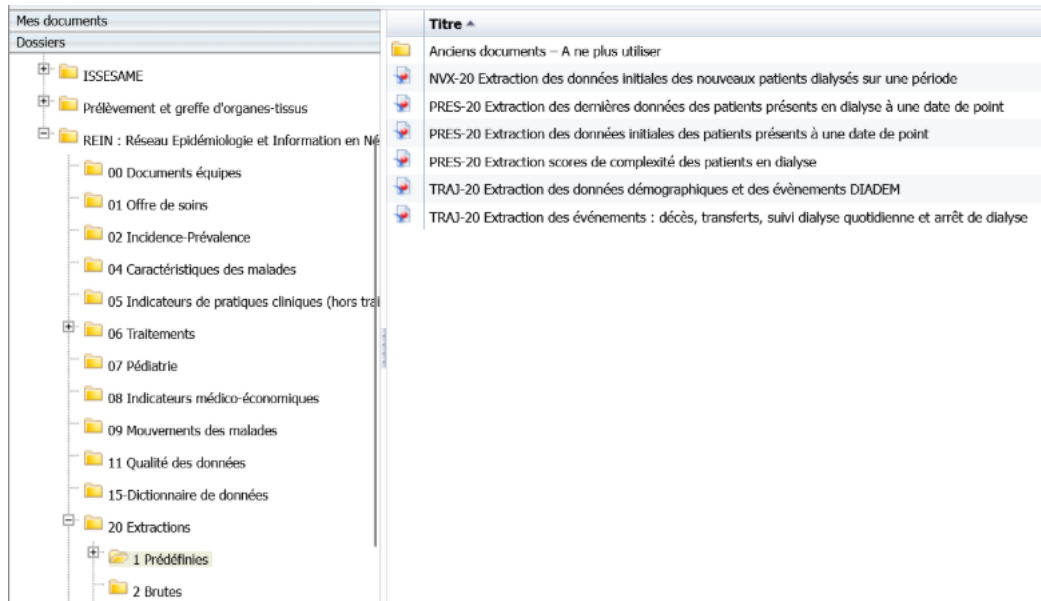 Mes documents
Dossiers
ISSESAME
Prélèvement et greffe d'organes-tissus
REIN : Réseau Epidémiologie et Information en Né
00 Documents équipes
01 Offre de soins
02 Incidence-Prévalence
04 Caractéristiques des malades
05 Indicateurs de pratiques cliniques (hors trai
06 Traitements
07 Pédiatrie
08 Indicateurs médico-économiques
09 Mouvements des malades
11 Qualité des données
15-Dictionnaire de données
20 Extractions
1 Prédéfinies
2 Brutes
Titre
Anciens documents – A ne plus utiliser
NVX-20 Extraction des données initiales des nouveaux patients dialysés sur une période
PRES-20 Extraction des dernières données des patients présents en dialyse à une date de point
PRES-20 Extraction des données initiales des patients présents à une date de point
PRES-20 Extraction scores de complexité des patients en dialyse
TRAJ-20 Extraction des données démographiques et des évènements DIADEM
TRAJ-20 Extraction des événements : décès, transferts, suivi dialyse quotidienne et arrêt de dialyse